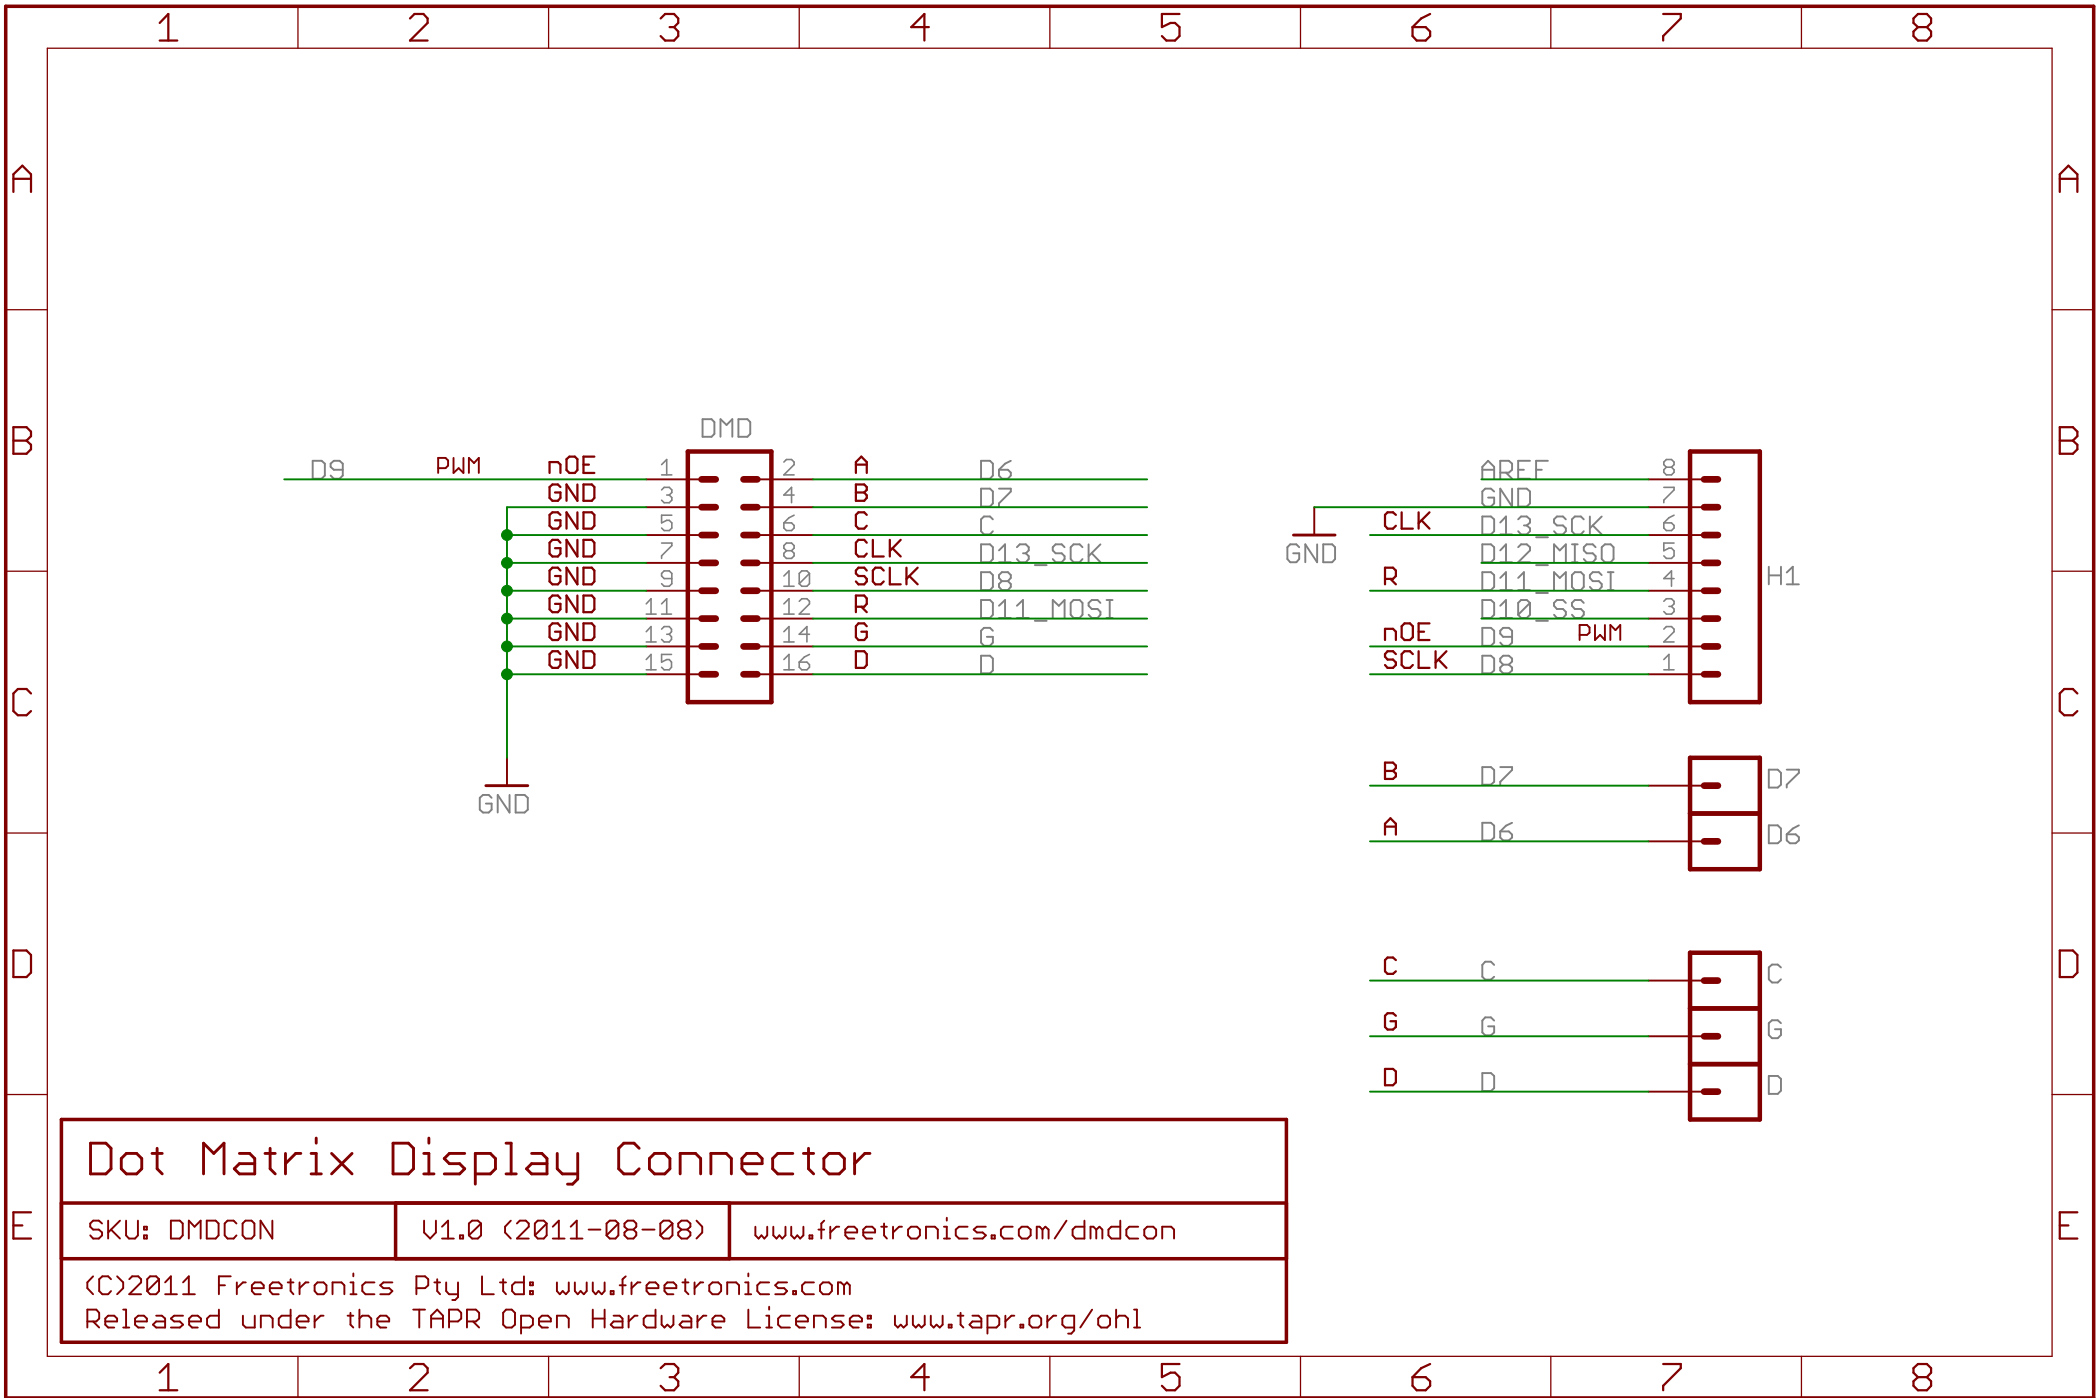 1 2 3 4 5 6 7 8
A A
B B
C C
D D
E E
DMD
D9 PWM nOE 1 2 A D6
GND 3 4 B D7
GND 5 6 C C
GND 7 8 CLK D13_SCK
GND 9 10 SCLK D8
GND 11 12 R D11_MOSI
GND 13 14 G G
GND 15 16 D D
GND
AREF 8
GND 7
CLK D13_SCK 6
GND
D12_MISO 5
R D11_MOSI 4
H1
D10_SS 3
nOE D9 PWM 2
SCLK D8 1
B D7 D7
A D6 D6
C C C
G G G
D D D
Dot Matrix Display Connector
SKU: DMDCON V1.0 (2011-08-08) www.freetronics.com/dmdcon
(C)2011 Freetronics Pty Ltd: www.freetronics.com
Released under the TAPR Open Hardware License: www.tapr.org/ohl
1 2 3 4 5 6 7 8